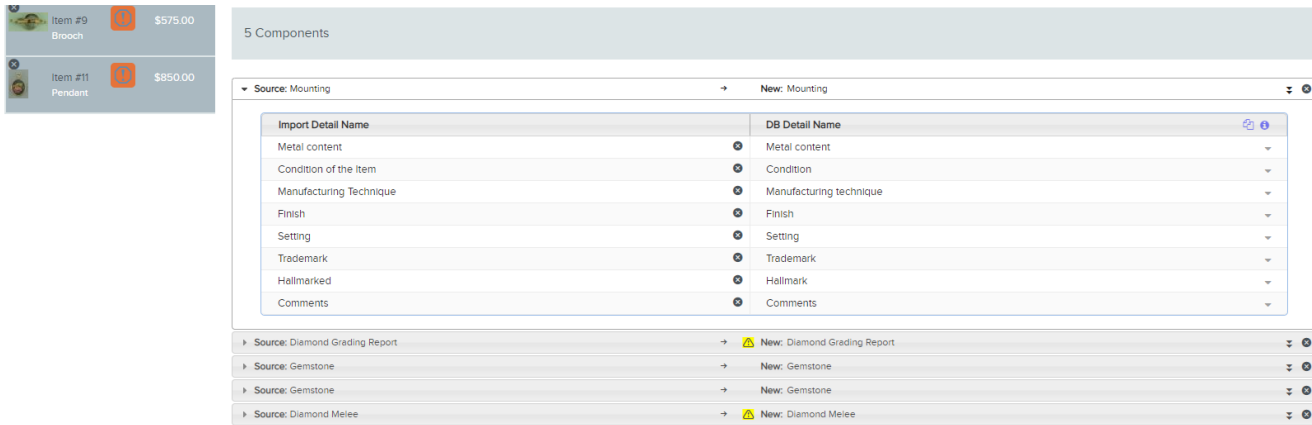 Item #9 $575.00
Brooch
Item #11 $850.00
Pendant
5 Components
Source: Mounting → New: Mounting
Import Detail Name DB Detail Name
Metal content Metal content
Condition of the Item Condition
Manufacturing Technique Manufacturing technique
Finish Finish
Setting Setting
Trademark Trademark
Hallmarked Hallmark
Comments Comments
Source: Diamond Grading Report → New: Diamond Grading Report
Source: Gemstone → New: Gemstone
Source: Gemstone → New: Gemstone
Source: Diamond Melee → New: Diamond Melee